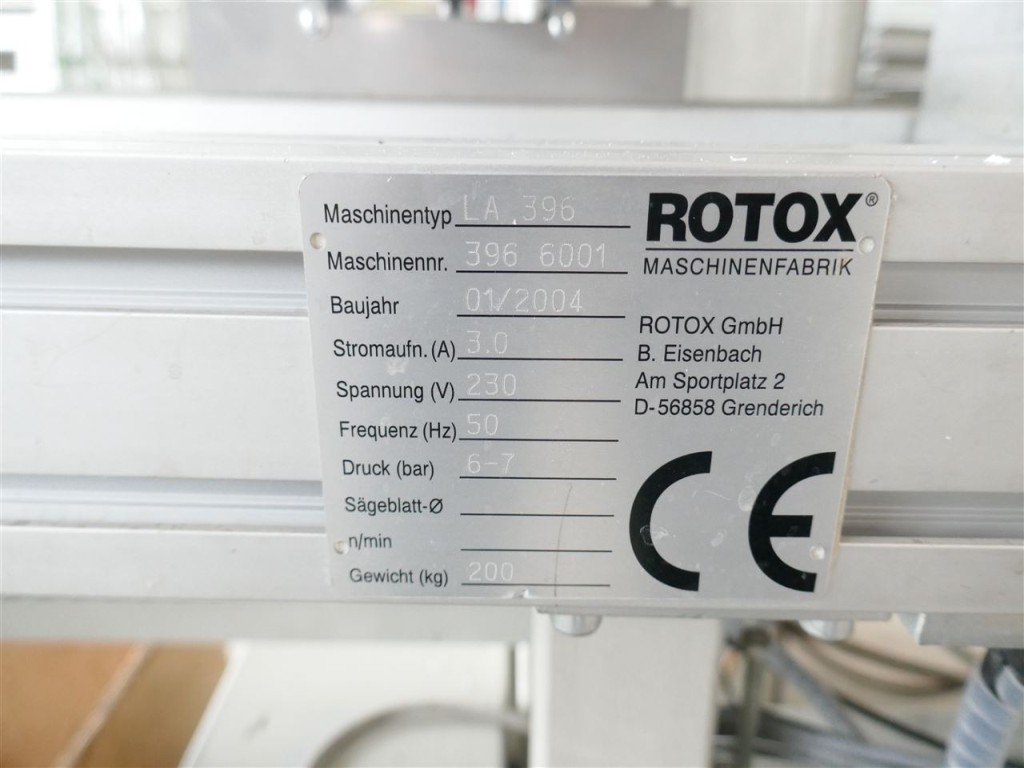 Maschinentyp LA 396
Maschinennr. 396 6001
Baujahr 01/2004
Stromaufn. (A) 3.0
Spannung (V) 230
Frequenz (Hz) 50
Druck (bar) 6-7
Sägeblatt-Ø
n/min
Gewicht (kg) 200
ROTOX®
MASCHINENFABRIK
ROTOX GmbH
B. Eisenbach
Am Sportplatz 2
D-56858 Grenderich
CE